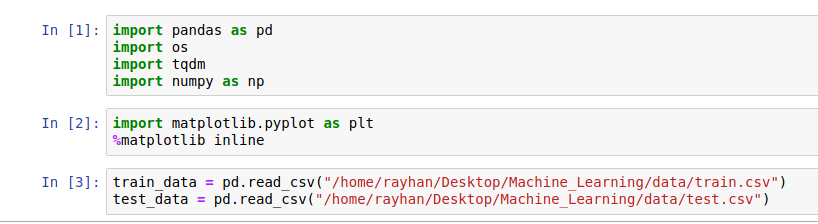 In [1]: import pandas as pd
import os
import tqdm
import numpy as np
In [2]: import matplotlib.pyplot as plt
%matplotlib inline
In [3]: train_data = pd.read_csv("/home/rayhan/Desktop/Machine_Learning/data/train.csv")
test_data = pd.read_csv("/home/rayhan/Desktop/Machine_Learning/data/test.csv")